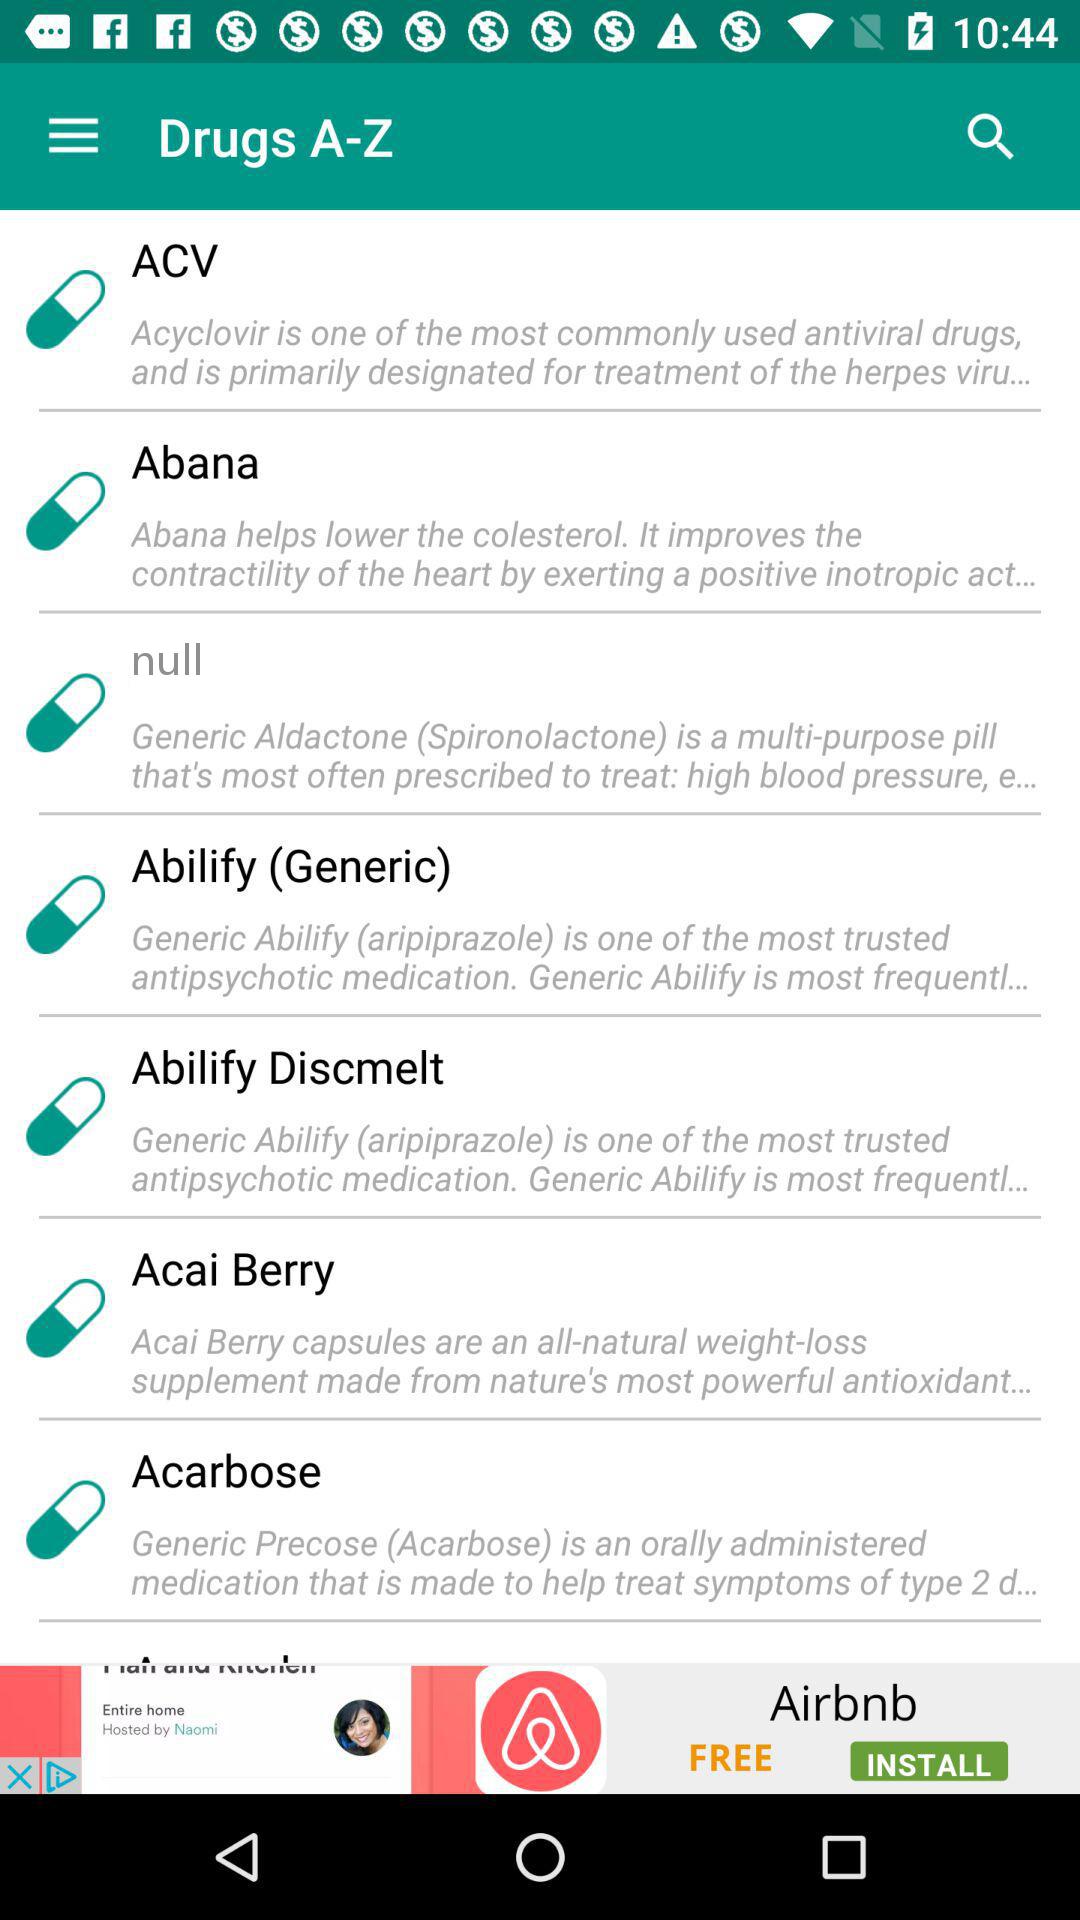 10:44
Drugs A-Z
ACV
Acyclovir is one of the most commonly used antiviral drugs,
and is primarily designated for treatment of the herpes viru...
Abana
Abana helps lower the colesterol. It improves the
contractility of the heart by exerting a positive inotropic act...
null
Generic Aldactone (Spironolactone) is a multi-purpose pill
that's most often prescribed to treat: high blood pressure, e...
Abilify (Generic)
Generic Abilify (aripiprazole) is one of the most trusted
antipsychotic medication. Generic Abilify is most frequentl...
Abilify Discmelt
Generic Abilify (aripiprazole) is one of the most trusted
antipsychotic medication. Generic Abilify is most frequentl...
Acai Berry
Acai Berry capsules are an all-natural weight-loss
supplement made from nature's most powerful antioxidant...
Acarbose
Generic Precose (Acarbose) is an orally administered
medication that is made to help treat symptoms of type 2 d...
and Kitchen
Entire home
Hosted by Naomi
Airbnb
FREE
INSTALL